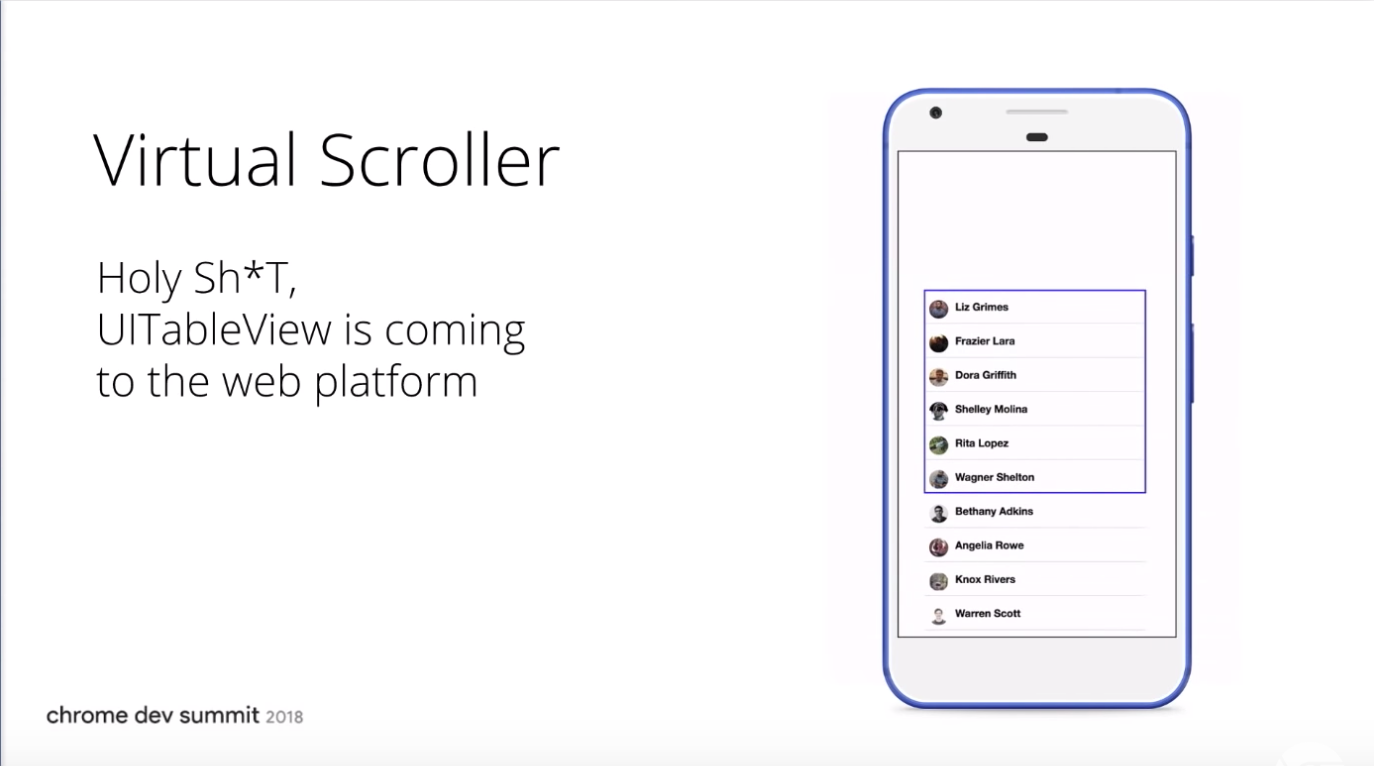 Virtual Scroller
Holy Sh*T,
UITableView is coming
to the web platform
Liz Grimes
Frazier Lara
Dora Griffith
Shelley Molina
Rita Lopez
Wagner Shelton
Bethany Adkins
Angelia Rowe
Knox Rivers
Warren Scott
chrome dev summit 2018